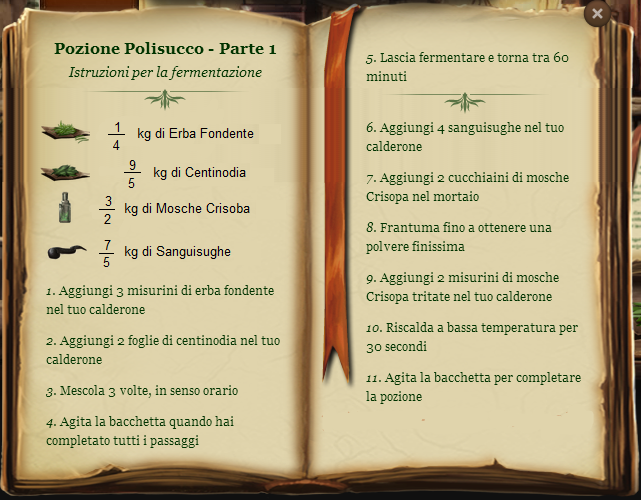 Pozione Polisucco - Parte 1
Istruzioni per la fermentazione
1/4 kg di Erba Fondente
9/5 kg di Centinodia
3/2 kg di Mosche Crisoba
7/5 kg di Sanguisughe
1. Aggiungi 3 misurini di erba fondente
nel tuo calderone
2. Aggiungi 2 foglie di centinodia nel tuo
calderone
3. Mescola 3 volte, in senso orario
4. Agita la bacchetta quando hai
completato tutti i passaggi
5. Lascia fermentare e torna tra 60
minuti
6. Aggiungi 4 sanguisughe nel tuo
calderone
7. Aggiungi 2 cucchiaini di mosche
Crisopa nel mortaio
8. Frantuma fino a ottenere una
polvere finissima
9. Aggiungi 2 misurini di mosche
Crisopa tritate nel tuo calderone
10. Riscalda a bassa temperatura per
30 secondi
11. Agita la bacchetta per completare
la pozione